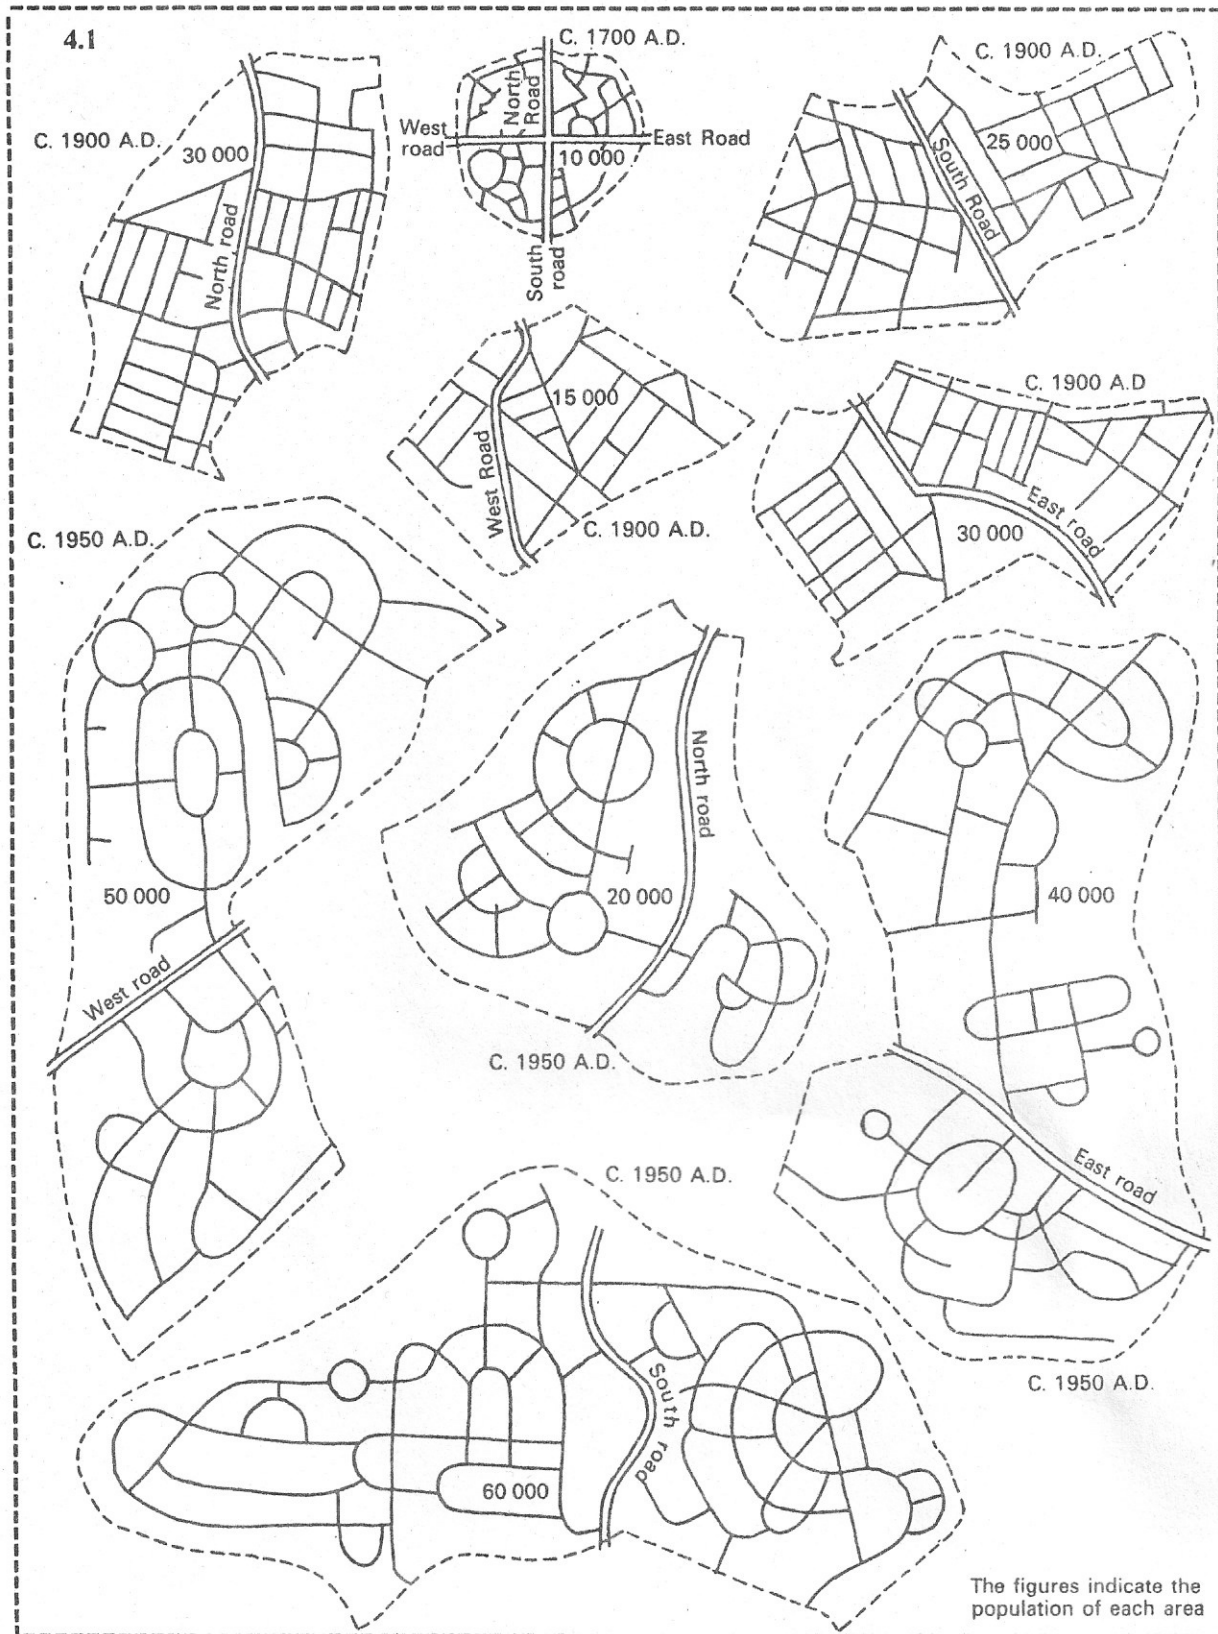 4.1
C. 1900 A.D.
30 000
North road
C. 1700 A.D.
North
Road
West
road
East Road
10 000
South
road
C. 1900 A.D.
25 000
South Road
15 000
West Road
C. 1900 A.D.
C. 1900 A.D
East road
30 000
C. 1950 A.D.
50 000
West road
North road
20 000
C. 1950 A.D.
40 000
East road
C. 1950 A.D.
C. 1950 A.D.
South road
60 000
The figures indicate the
population of each area